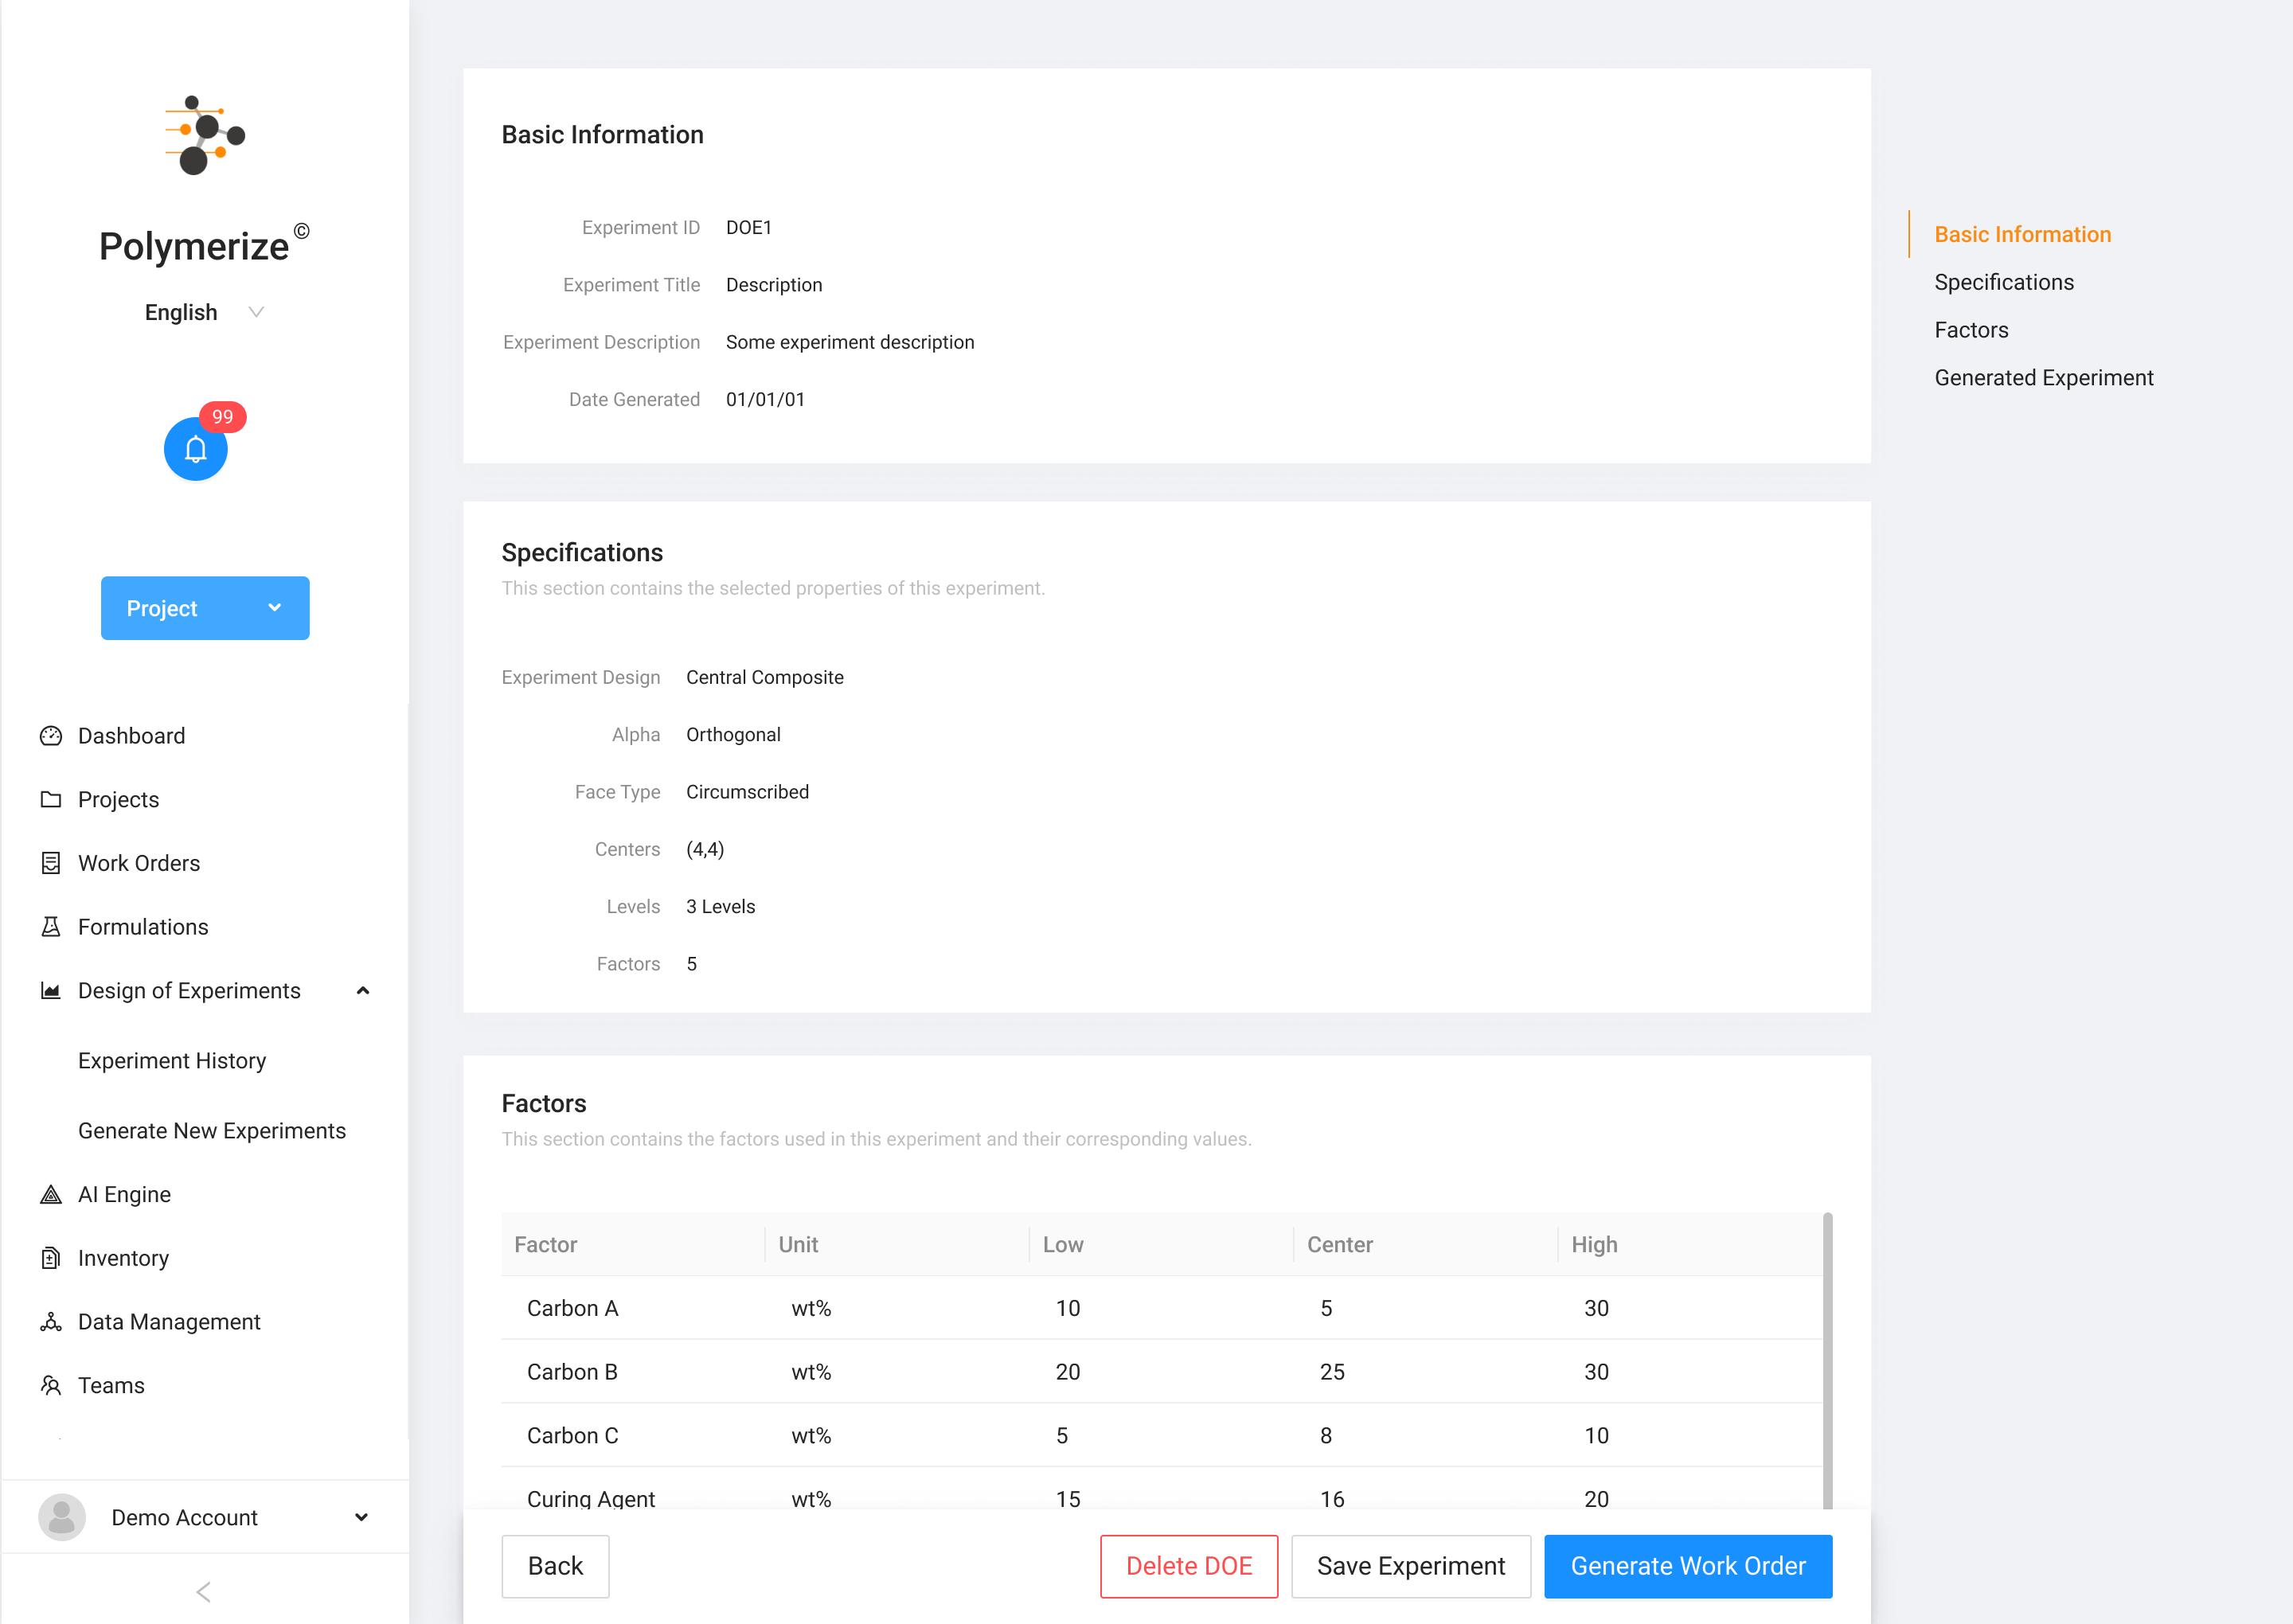 Polymerize ©
English
99
Project
Dashboard
Projects
Work Orders
Formulations
Design of Experiments
Experiment History
Generate New Experiments
AI Engine
Inventory
Data Management
Teams
Demo Account
Basic Information
Experiment ID DOE1
Experiment Title Description
Experiment Description Some experiment description
Date Generated 01/01/01
Specifications
This section contains the selected properties of this experiment.
Experiment Design Central Composite
Alpha Orthogonal
Face Type Circumscribed
Centers (4,4)
Levels 3 Levels
Factors 5
Factors
This section contains the factors used in this experiment and their corresponding values.
Factor Unit Low Center High
Carbon A wt% 10 5 30
Carbon B wt% 20 25 30
Carbon C wt% 5 8 10
Curing Agent wt% 15 16 20
Back Delete DOE Save Experiment Generate Work Order
Basic Information
Specifications
Factors
Generated Experiment